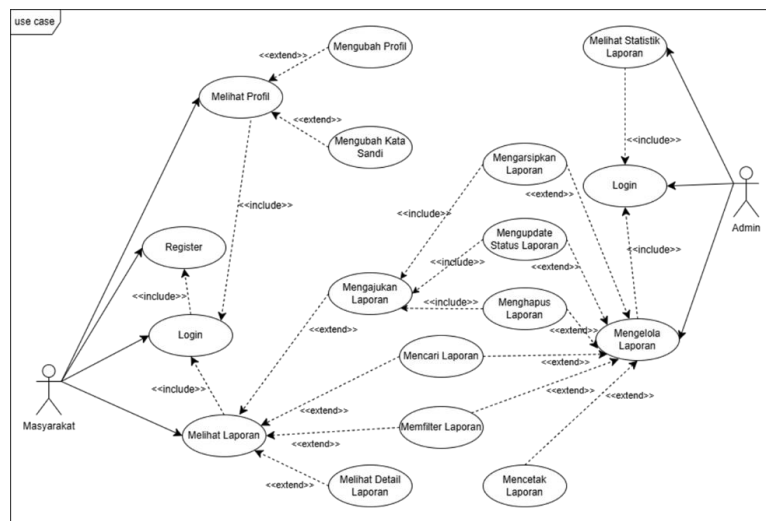 use case
Melihat Statistik
Laporan
Mengubah Profil
<<extend>>
Melihat Profil
<<extend>>
Mengubah Kata
Sandi
<<include>>
Mengarsipkan
Laporan
<<extend>>
Login
Admin
<<include>>
<<include>>
Register
Mengupdate
Status Laporan
<<include>>
<<extend>>
<<include>>
<<include>>
Mengajukan
Laporan
<<include>>
Menghapus
Laporan
<<extend>>
<<extend>>
Login
Mengelola
Laporan
Mencari Laporan
<<extend>>
<<include>>
<<extend>>
<<extend>>
<<extend>>
Masyarakat
Melihat Laporan
<<extend>>
Memfilter Laporan
Melihat Detail
Laporan
<<extend>>
Mencetak
Laporan